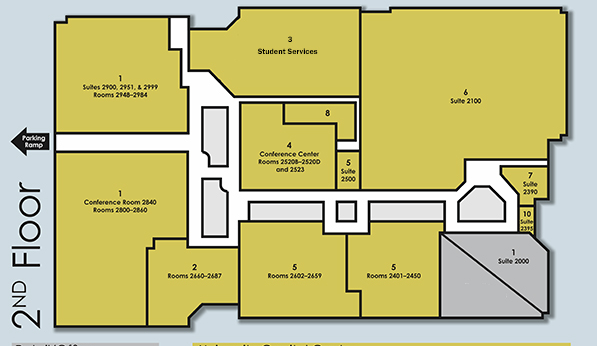 3
Student Services
1
Suites 2900, 2951, & 2999
Rooms 2948-2984
6
Suite 2100
8
4
Conference Center
Rooms 2520B-2520D
and 2523
5
Suite
2500
Parking
Ramp
1
Conference Room 2840
Rooms 2800-2860
7
Suite
2390
10
Suite
2395
2
Rooms 2660-2687
5
Rooms 2602-2659
5
Rooms 2401-2450
1
Suite 2000
2ND Floor